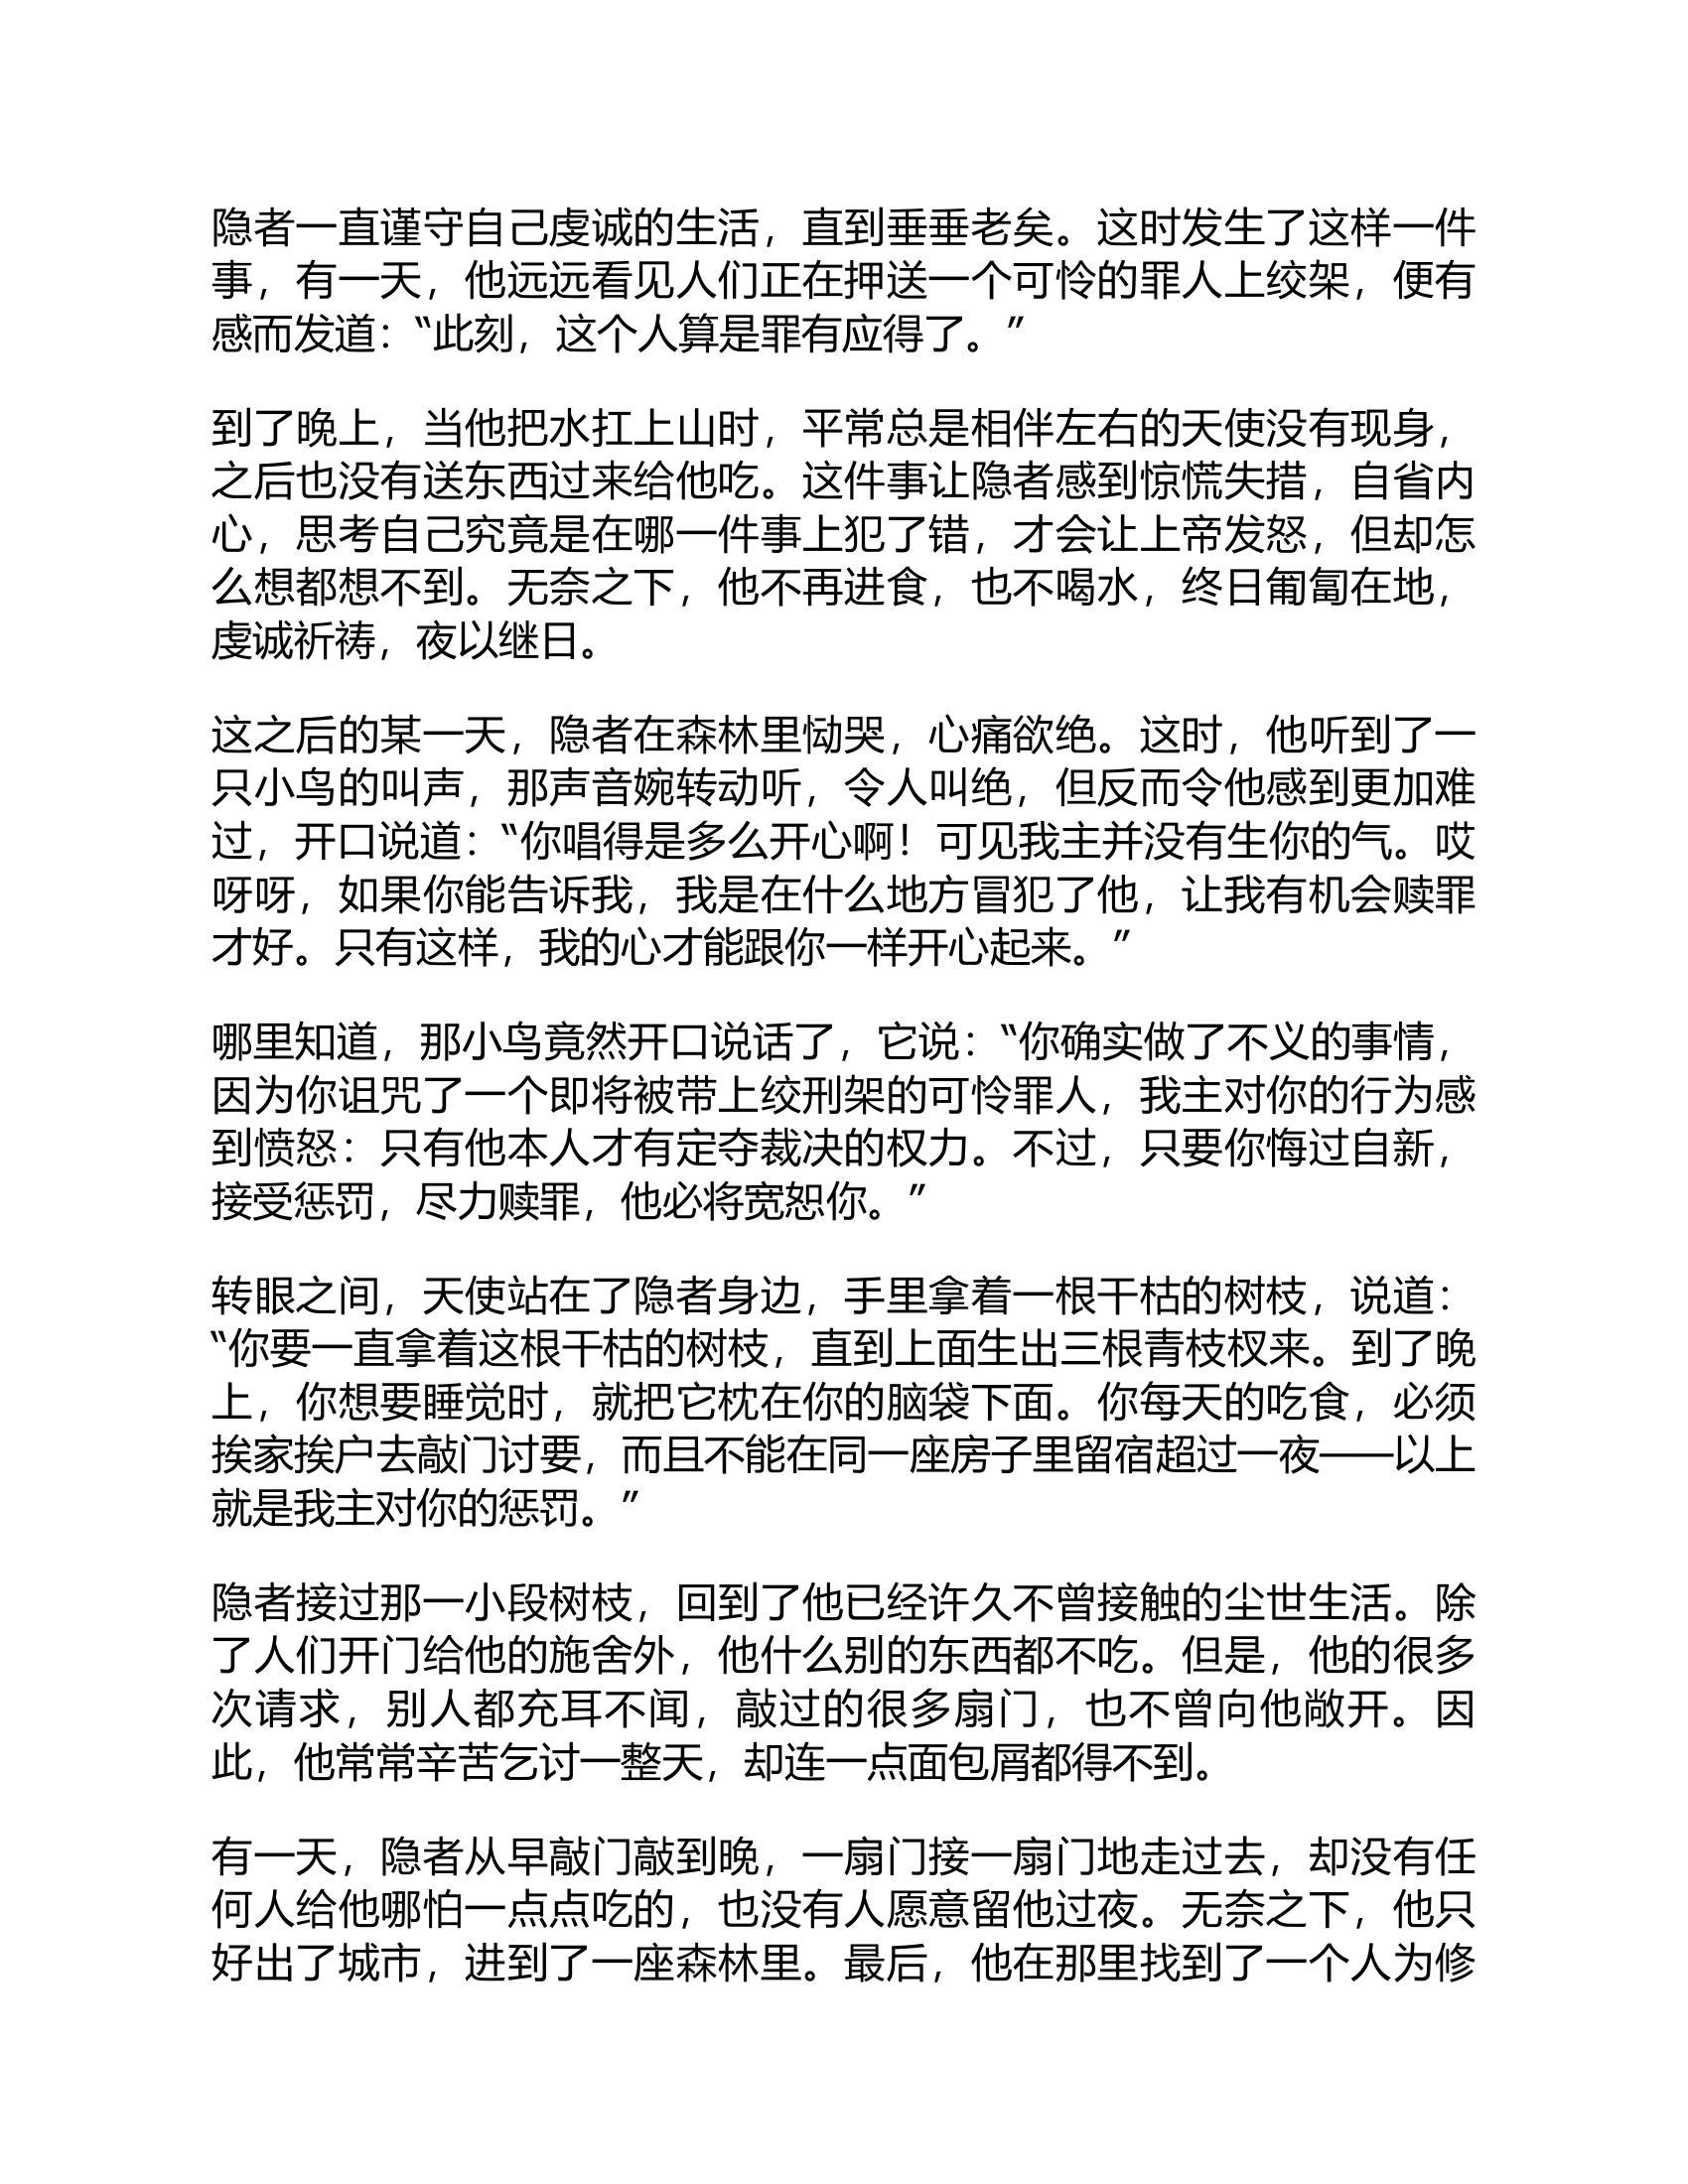 隐者一直谨守自己虔诚的生活，直到垂垂老矣。这时发生了这样一件
事，有一天，他远远看见人们正在押送一个可怜的罪人上绞架，便有
感而发道：“此刻，这个人算是罪有应得了。”
到了晚上，当他把水扛上山时，平常总是相伴左右的天使没有现身，
之后也没有送东西过来给他吃。这件事让隐者感到惊慌失措，自省内
心，思考自己究竟是在哪一件事上犯了错，才会让上帝发怒，但却怎
么想都想不到。无奈之下，他不再进食，也不喝水，终日匍匐在地，
虔诚祈祷，夜以继日。
这之后的某一天，隐者在森林里恸哭，心痛欲绝。这时，他听到了一
只小鸟的叫声，那声音婉转动听，令人叫绝，但反而令他感到更加难
过，开口说道：“你唱得是多么开心啊！可见我主并没有生你的气。哎
呀呀，如果你能告诉我，我是在什么地方冒犯了他，让我有机会赎罪
才好。只有这样，我的心才能跟你一样开心起来。”
哪里知道，那小鸟竟然开口说话了，它说：“你确实做了不义的事情，
因为你诅咒了一个即将被带上绞刑架的可怜罪人，我主对你的行为感
到愤怒：只有他本人才有定夺裁决的权力。不过，只要你悔过自新，
接受惩罚，尽力赎罪，他必将宽恕你。”
转眼之间，天使站在了隐者身边，手里拿着一根干枯的树枝，说道：
“你要一直拿着这根干枯的树枝，直到上面生出三根青枝杈来。到了晚
上，你想要睡觉时，就把它枕在你的脑袋下面。你每天的吃食，必须
挨家挨户去敲门讨要，而且不能在同一座房子里留宿超过一夜——以上
就是我主对你的惩罚。”
隐者接过那一小段树枝，回到了他已经许久不曾接触的尘世生活。除
了人们开门给他的施舍外，他什么别的东西都不吃。但是，他的很多
次请求，别人都充耳不闻，敲过的很多扇门，也不曾向他敞开。因
此，他常常辛苦乞讨一整天，却连一点面包屑都得不到。
有一天，隐者从早敲门敲到晚，一扇门接一扇门地走过去，却没有任
何人给他哪怕一点点吃的，也没有人愿意留他过夜。无奈之下，他只
好出了城市，进到了一座森林里。最后，他在那里找到了一个人为修